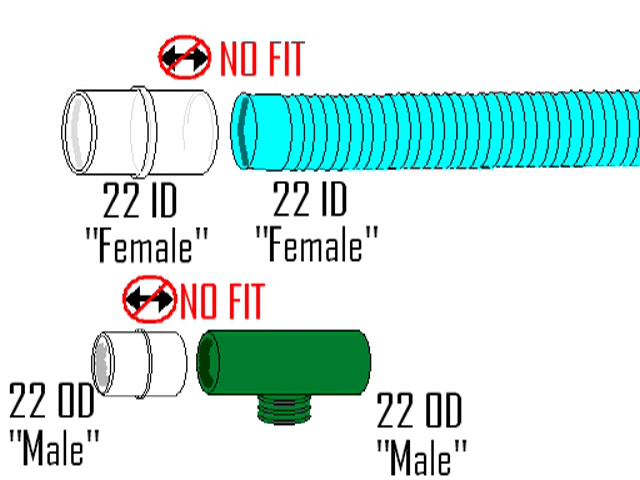 NO FIT
22 ID
"Female"
22 ID
"Female"
NO FIT
22 OD
"Male"
22 OD
"Male"